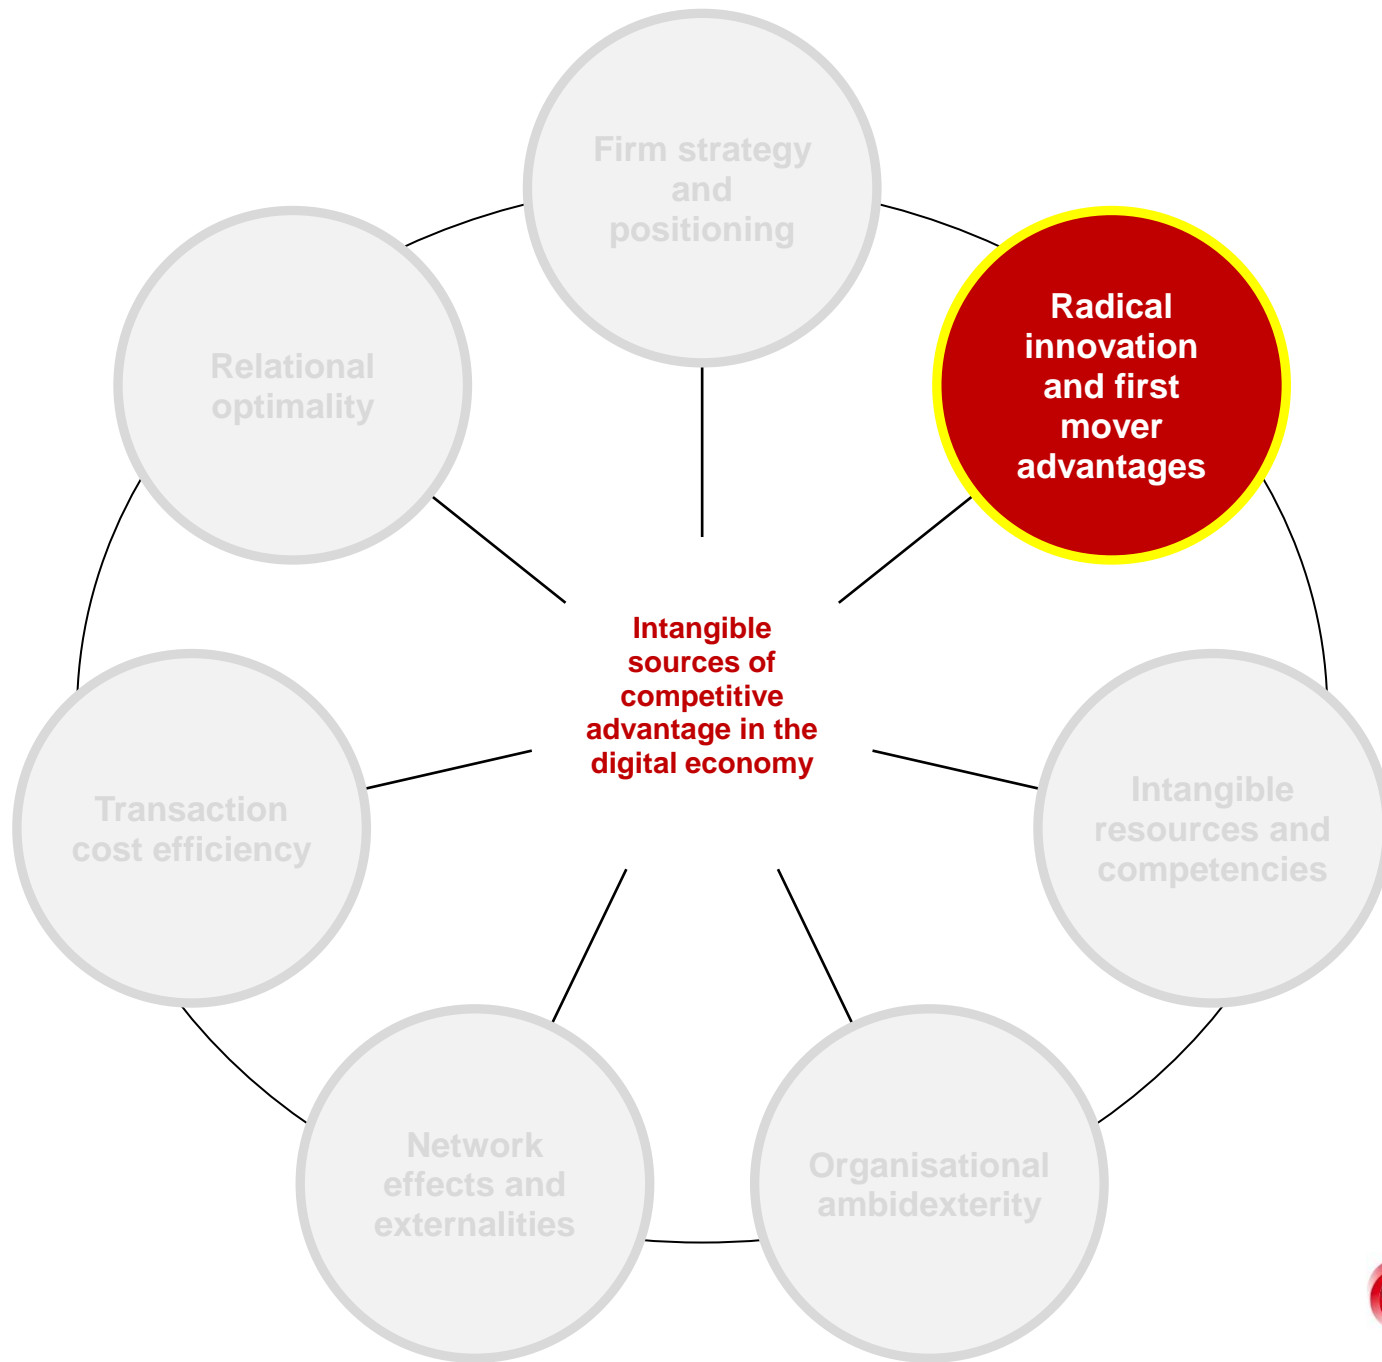 Firm strategy
and
positioning
Radical
innovation
and first
mover
advantages
Relational
optimality
Intangible
sources of
competitive
advantage in the
digital economy
Intangible
resources and
competencies
Transaction
cost efficiency
Network
effects and
externalities
Organisational
ambidexterity